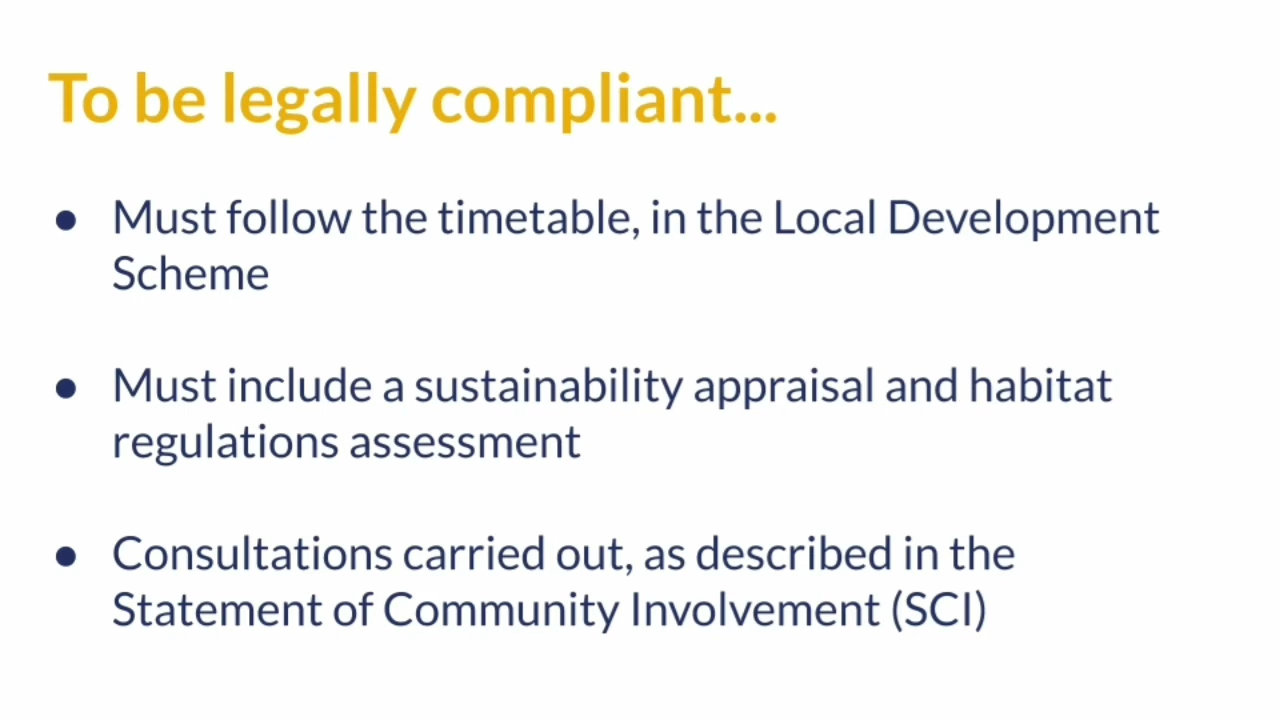 To be legally compliant...
● Must follow the timetable, in the Local Development
Scheme
● Must include a sustainability appraisal and habitat
regulations assessment
● Consultations carried out, as described in the
Statement of Community Involvement (SCI)